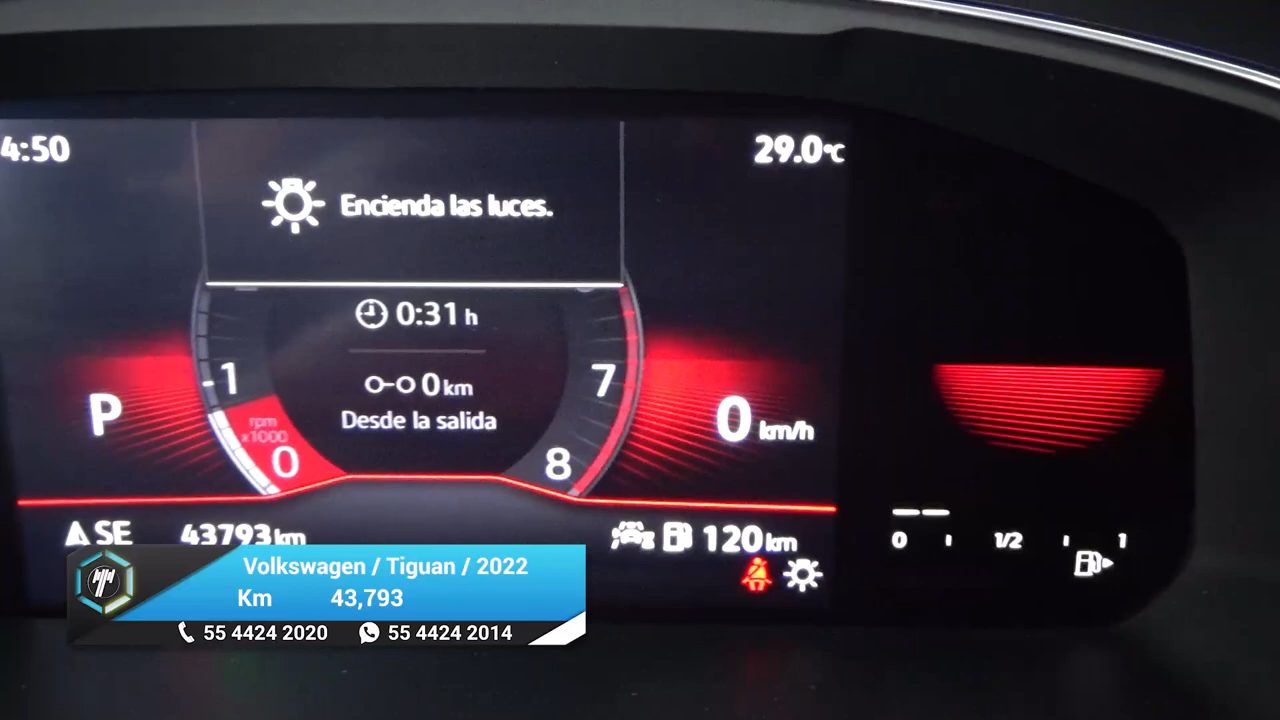 4:50
29.0°C
Encienda las luces.
0:31 h
0 km
Desde la salida
1
7
P
rpm
x1000
0
8
0 km/h
SE
43793 km
120 km
0 1/2 1
Volkswagen / Tiguan / 2022
Km 43,793
55 4424 2020 55 4424 2014